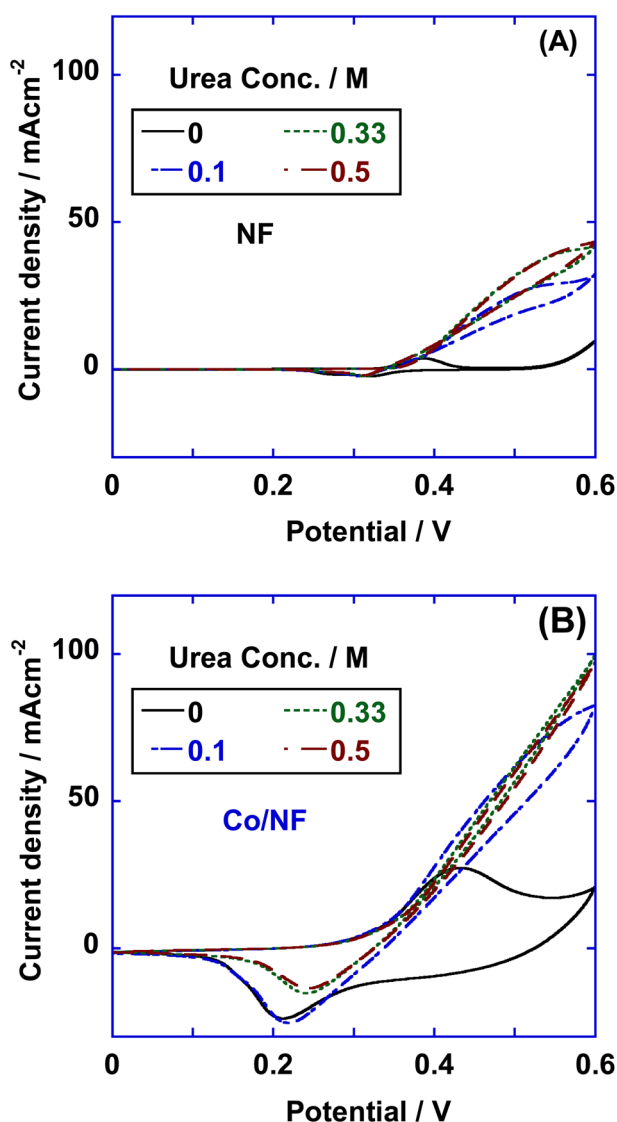 (A)
100
Urea Conc. / M
0 0.33
0.1 0.5
50
NF
0
Current density / mAcm⁻²
0 0.2 0.4 0.6
Potential / V
(B)
100
Urea Conc. / M
0 0.33
0.1 0.5
50
Co/NF
0
Current density / mAcm⁻²
0 0.2 0.4 0.6
Potential / V